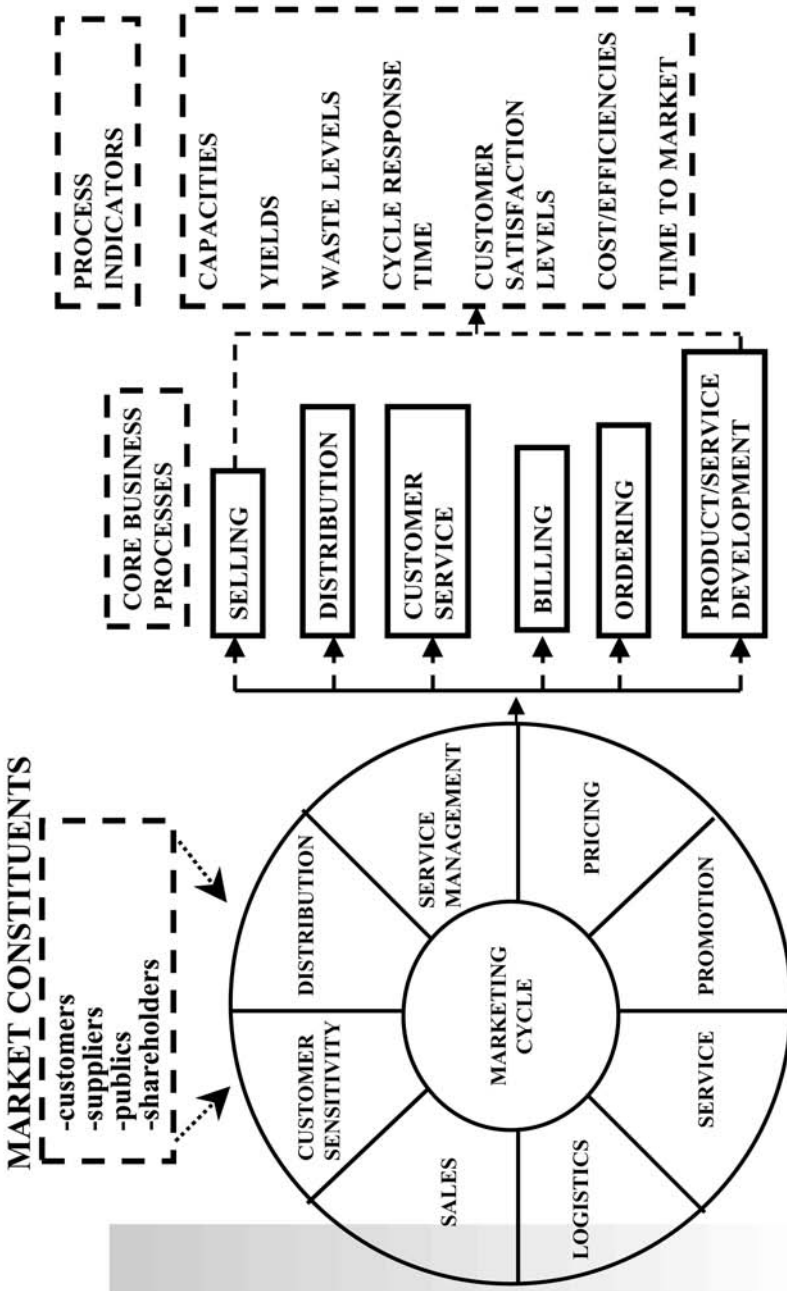 MARKET CONSTITUENTS
-customers
-suppliers
-publics
-shareholders
CUSTOMER
SENSITIVITY
DISTRIBUTION
SERVICE
MANAGEMENT
PRICING
PROMOTION
SERVICE
LOGISTICS
SALES
MARKETING
CYCLE
CORE BUSINESS
PROCESSES
SELLING
DISTRIBUTION
CUSTOMER
SERVICE
BILLING
ORDERING
PRODUCT/SERVICE
DEVELOPMENT
PROCESS
INDICATORS
CAPACITIES
YIELDS
WASTE LEVELS
CYCLE RESPONSE
TIME
CUSTOMER
SATISFACTION
LEVELS
COST/EFFICIENCIES
TIME TO MARKET